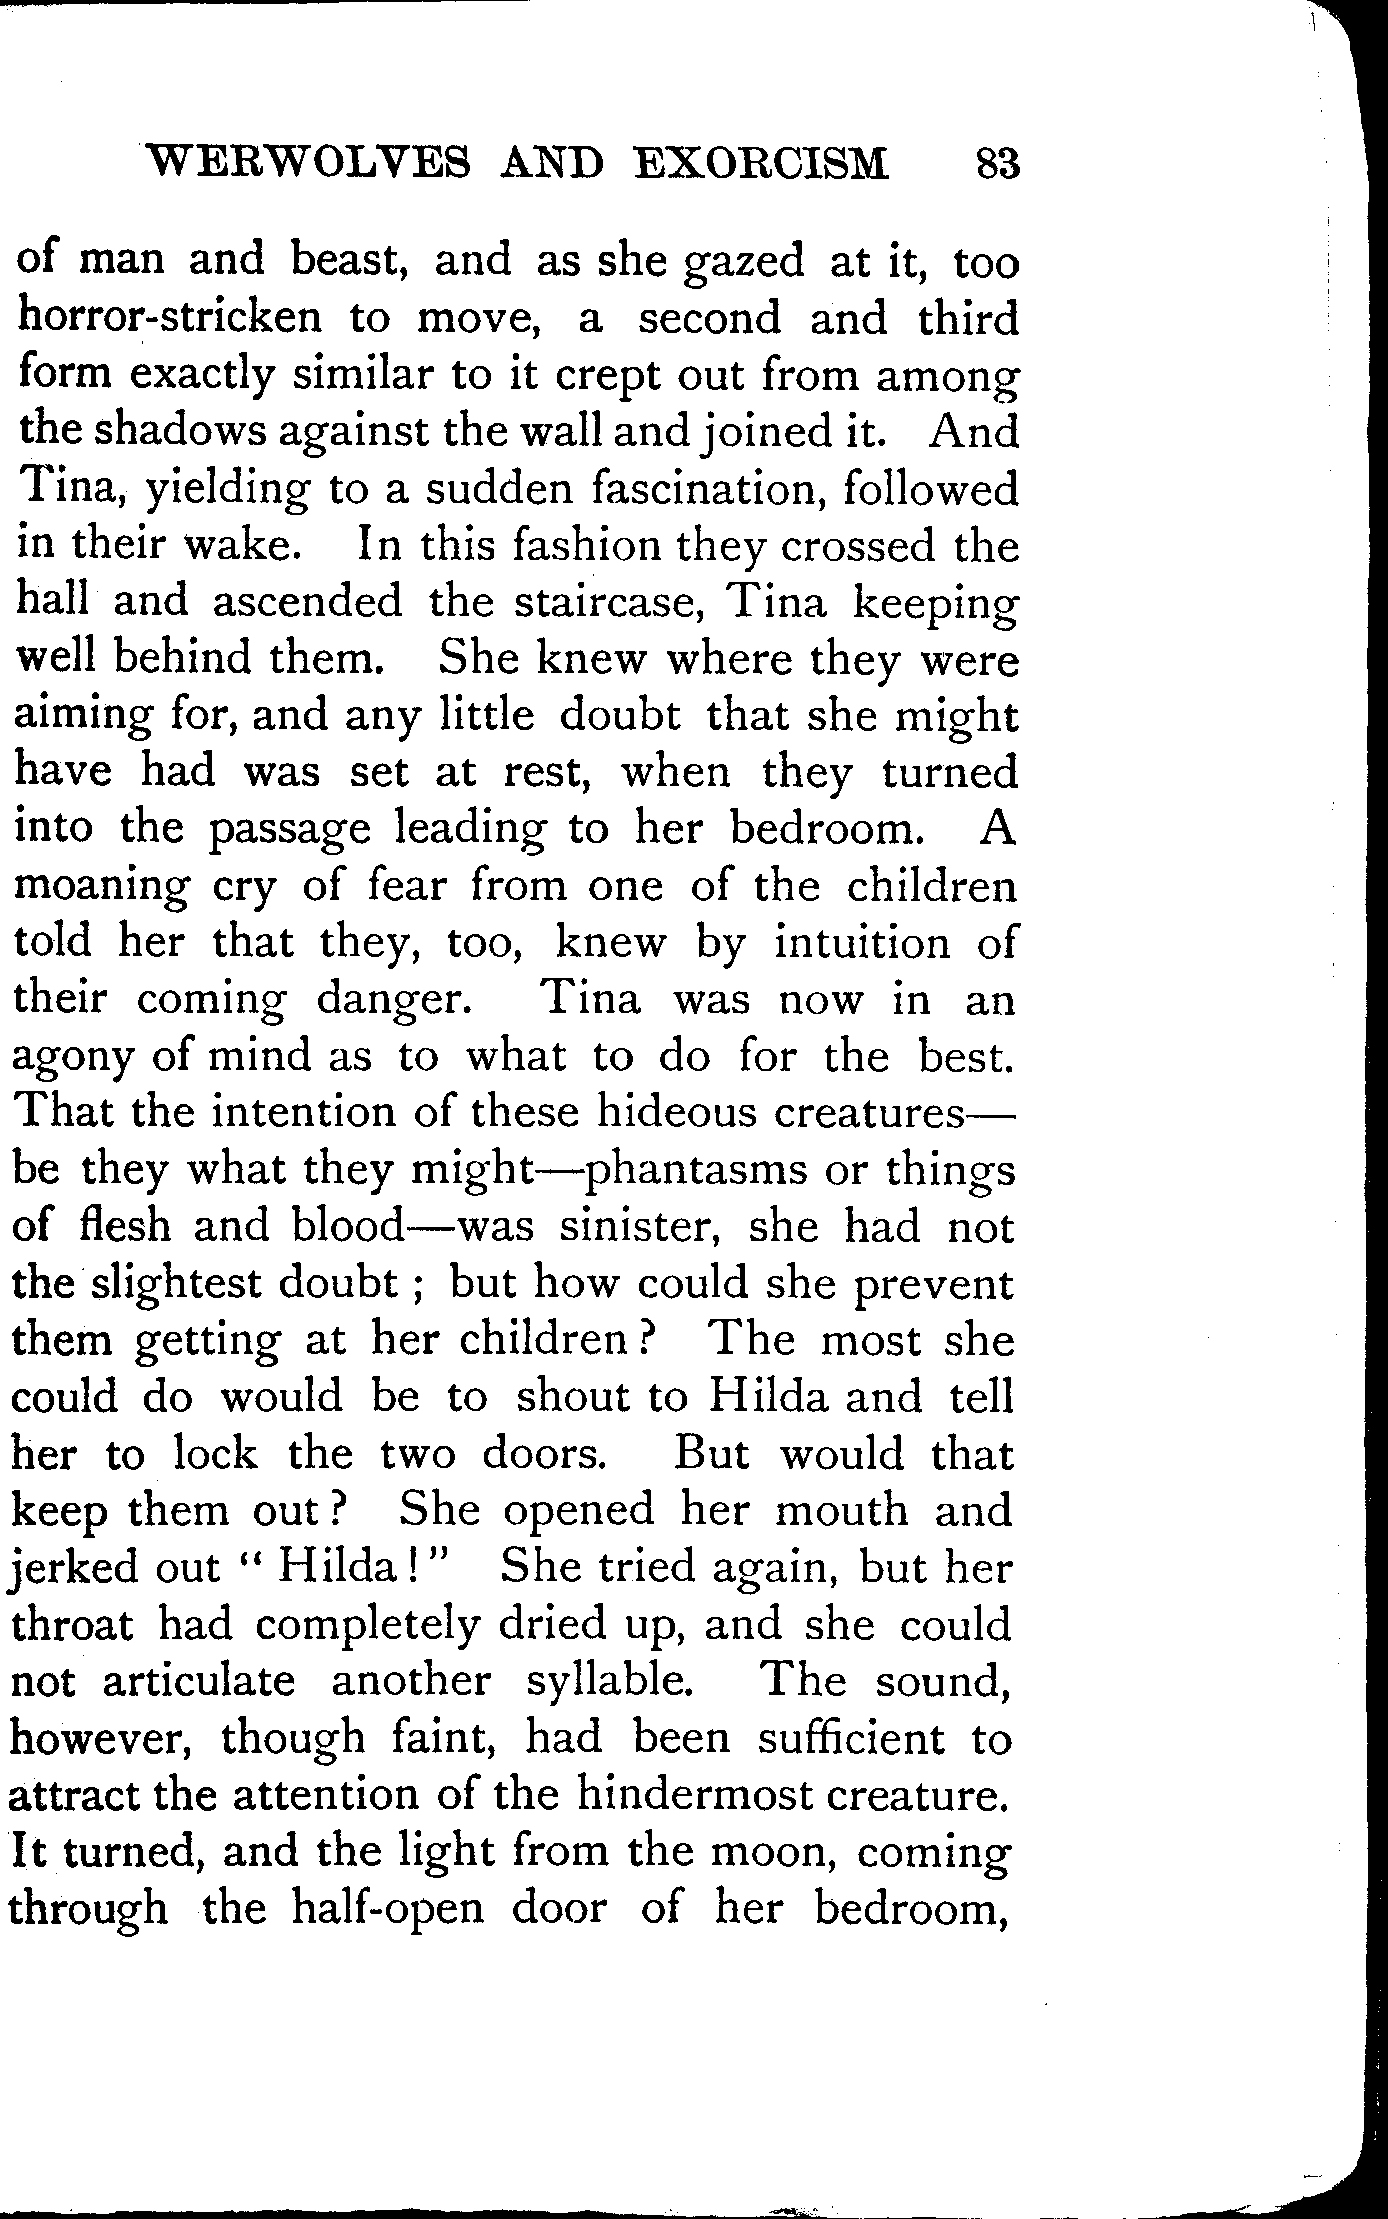 WERWOLVES AND EXORCISM 83
of man and beast, and as she gazed at it, too
horror-stricken to move, a second and third
form exactly similar to it crept out from among
the shadows against the wall and joined it. And
Tina, yielding to a sudden fascination, followed
in their wake. In this fashion they crossed the
hall and ascended the staircase, Tina keeping
well behind them. She knew where they were
aiming for, and any little doubt that she might
have had was set at rest, when they turned
into the passage leading to her bedroom. A
moaning cry of fear from one of the children
told her that they, too, knew by intuition of
their coming danger. Tina was now in an
agony of mind as to what to do for the best.
That the intention of these hideous creatures—
be they what they might—phantasms or things
of flesh and blood—was sinister, she had not
the slightest doubt ; but how could she prevent
them getting at her children ? The most she
could do would be to shout to Hilda and tell
her to lock the two doors. But would that
keep them out ? She opened her mouth and
jerked out “ Hilda ! ” She tried again, but her
throat had completely dried up, and she could
not articulate another syllable. The sound,
however, though faint, had been sufficient to
attract the attention of the hindermost creature.
It turned, and the light from the moon, coming
through the half-open door of her bedroom,